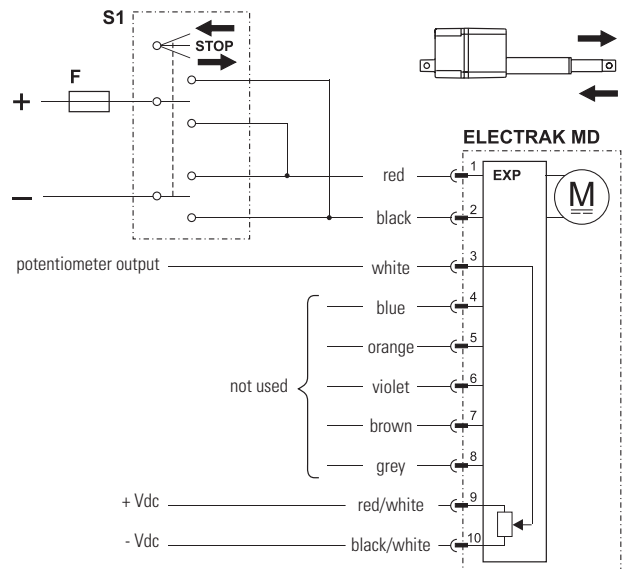 S1
STOP
F
+
−
ELECTRAK MD
EXP
M
red 1
black 2
potentiometer output white 3
blue 4
orange 5
not used violet 6
brown 7
grey 8
+ Vdc red/white 9
- Vdc black/white 10